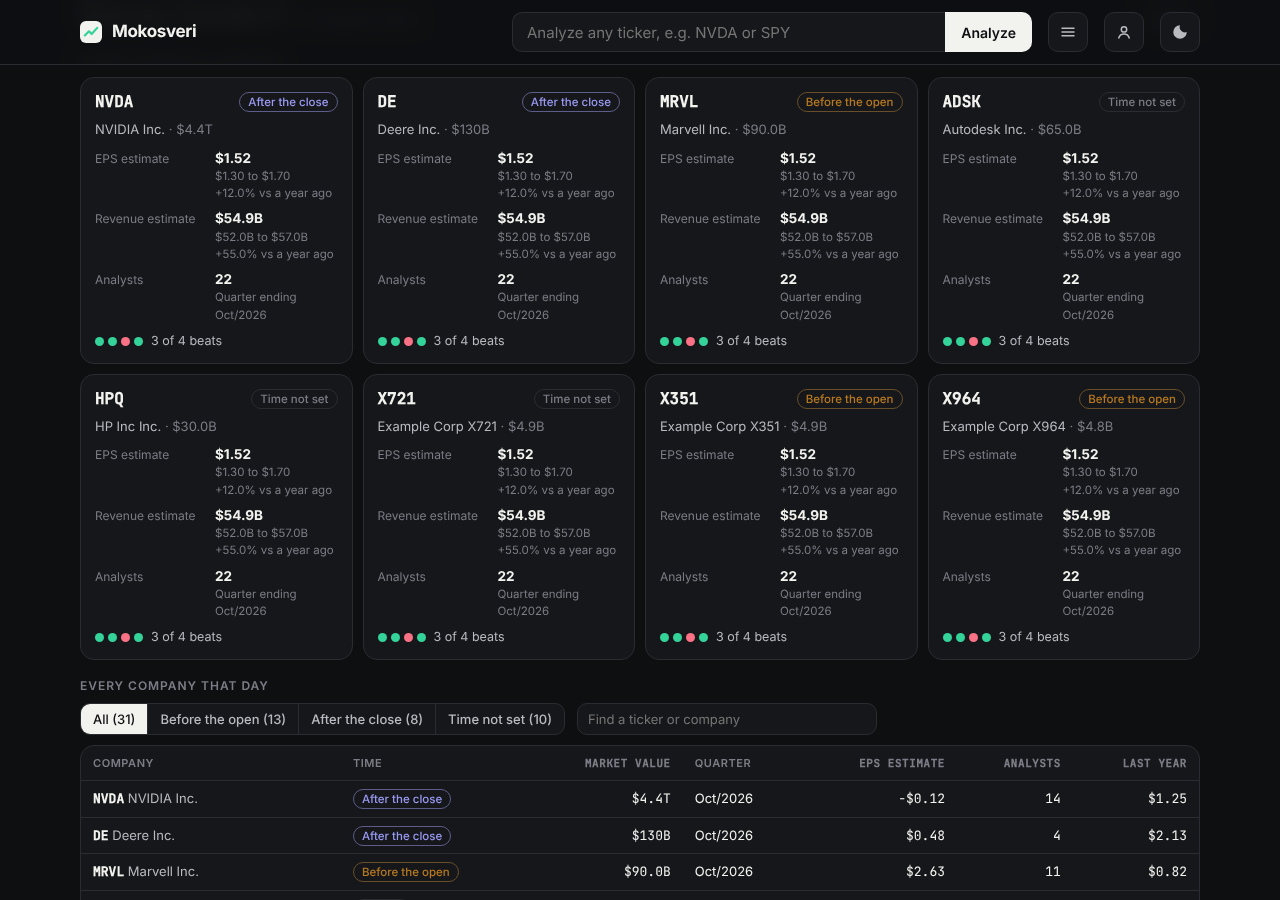 Mokosveri
Analyze any ticker, e.g. NVDA or SPY
Analyze
NVDA After the close
NVIDIA Inc. · $4.4T
EPS estimate $1.52
$1.30 to $1.70
+12.0% vs a year ago
Revenue estimate $54.9B
$52.0B to $57.0B
+55.0% vs a year ago
Analysts 22
Quarter ending
Oct/2026
3 of 4 beats
DE After the close
Deere Inc. · $130B
EPS estimate $1.52
$1.30 to $1.70
+12.0% vs a year ago
Revenue estimate $54.9B
$52.0B to $57.0B
+55.0% vs a year ago
Analysts 22
Quarter ending
Oct/2026
3 of 4 beats
MRVL Before the open
Marvell Inc. · $90.0B
EPS estimate $1.52
$1.30 to $1.70
+12.0% vs a year ago
Revenue estimate $54.9B
$52.0B to $57.0B
+55.0% vs a year ago
Analysts 22
Quarter ending
Oct/2026
3 of 4 beats
ADSK Time not set
Autodesk Inc. · $65.0B
EPS estimate $1.52
$1.30 to $1.70
+12.0% vs a year ago
Revenue estimate $54.9B
$52.0B to $57.0B
+55.0% vs a year ago
Analysts 22
Quarter ending
Oct/2026
3 of 4 beats
HPQ Time not set
HP Inc Inc. · $30.0B
EPS estimate $1.52
$1.30 to $1.70
+12.0% vs a year ago
Revenue estimate $54.9B
$52.0B to $57.0B
+55.0% vs a year ago
Analysts 22
Quarter ending
Oct/2026
3 of 4 beats
X721 Time not set
Example Corp X721 · $4.9B
EPS estimate $1.52
$1.30 to $1.70
+12.0% vs a year ago
Revenue estimate $54.9B
$52.0B to $57.0B
+55.0% vs a year ago
Analysts 22
Quarter ending
Oct/2026
3 of 4 beats
X351 Before the open
Example Corp X351 · $4.9B
EPS estimate $1.52
$1.30 to $1.70
+12.0% vs a year ago
Revenue estimate $54.9B
$52.0B to $57.0B
+55.0% vs a year ago
Analysts 22
Quarter ending
Oct/2026
3 of 4 beats
X964 Before the open
Example Corp X964 · $4.8B
EPS estimate $1.52
$1.30 to $1.70
+12.0% vs a year ago
Revenue estimate $54.9B
$52.0B to $57.0B
+55.0% vs a year ago
Analysts 22
Quarter ending
Oct/2026
3 of 4 beats
EVERY COMPANY THAT DAY
All (31) Before the open (13) After the close (8) Time not set (10) Find a ticker or company
COMPANY TIME MARKET VALUE QUARTER EPS ESTIMATE ANALYSTS LAST YEAR
NVDA NVIDIA Inc. After the close $4.4T Oct/2026 -$0.12 14 $1.25
DE Deere Inc. After the close $130B Oct/2026 $0.48 4 $2.13
MRVL Marvell Inc. Before the open $90.0B Oct/2026 $2.63 11 $0.82